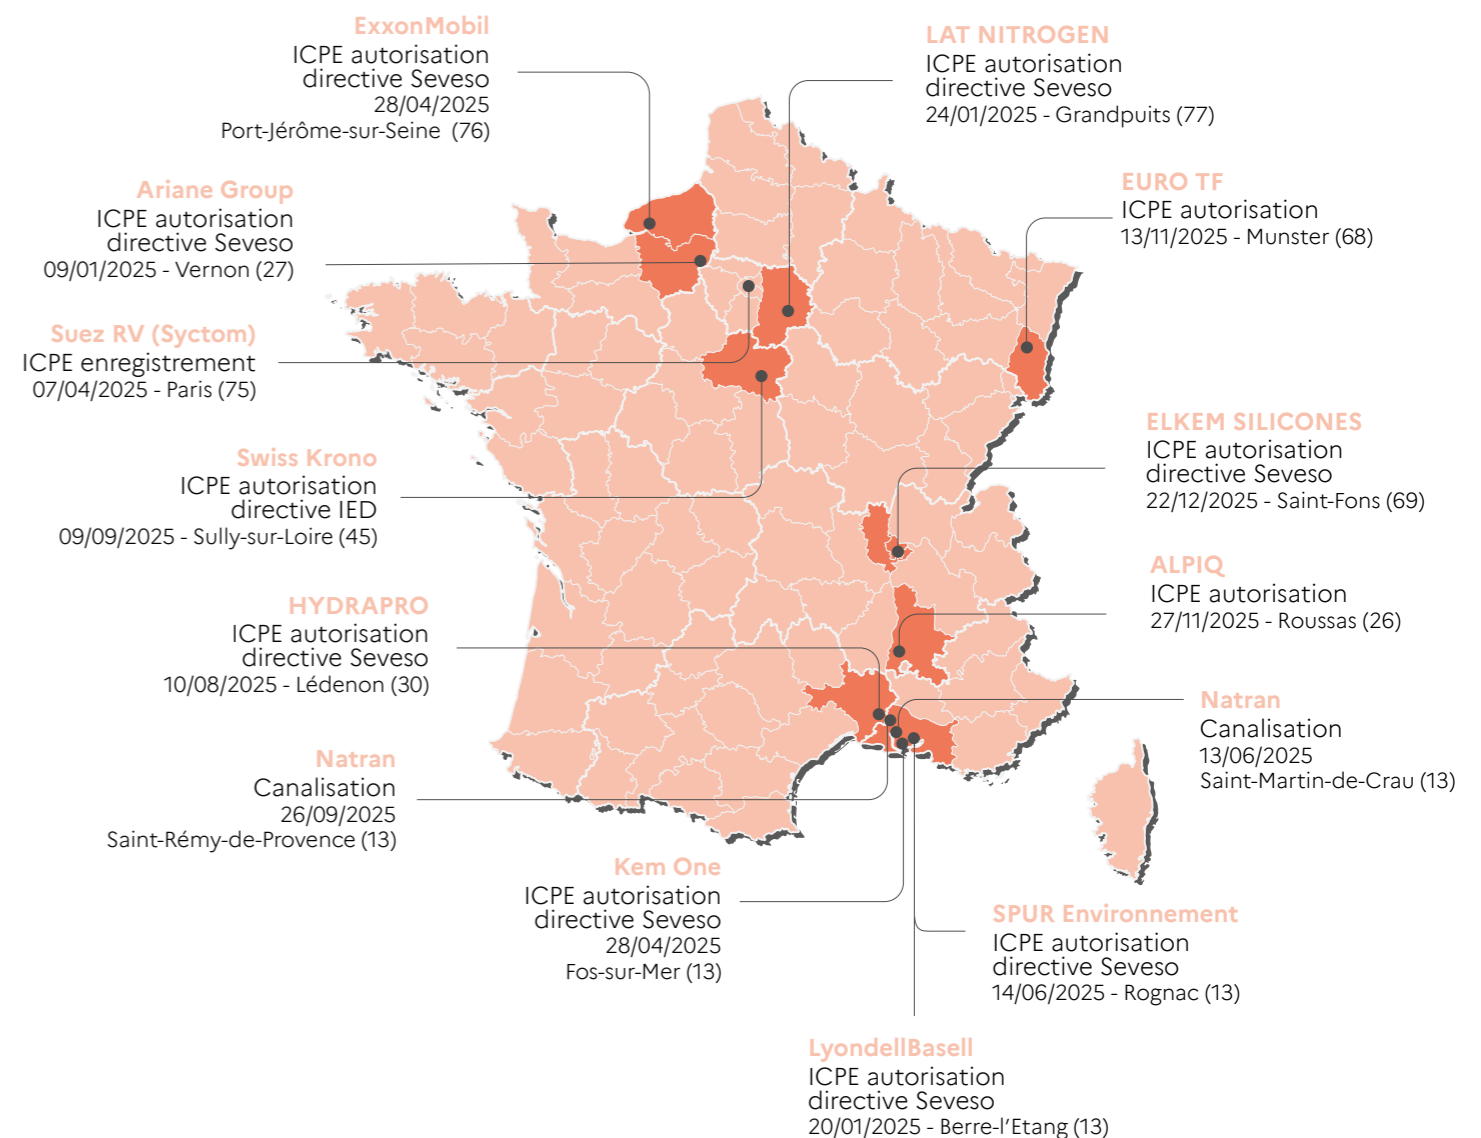 ExxonMobil
ICPE autorisation
directive Seveso
28/04/2025
Port-Jérôme-sur-Seine (76)
LAT NITROGEN
ICPE autorisation
directive Seveso
24/01/2025 - Grandpuits (77)
Ariane Group
ICPE autorisation
directive Seveso
09/01/2025 - Vernon (27)
EURO TF
ICPE autorisation
13/11/2025 - Munster (68)
Suez RV (Syctom)
ICPE enregistrement
07/04/2025 - Paris (75)
Swiss Krono
ICPE autorisation
directive IED
09/09/2025 - Sully-sur-Loire (45)
ELKEM SILICONES
ICPE autorisation
directive Seveso
22/12/2025 - Saint-Fons (69)
ALPIQ
ICPE autorisation
27/11/2025 - Roussas (26)
HYDRAPRO
ICPE autorisation
directive Seveso
10/08/2025 - Lédenon (30)
Natran
Canalisation
13/06/2025
Saint-Martin-de-Crau (13)
Natran
Canalisation
26/09/2025
Saint-Rémy-de-Provence (13)
Kem One
ICPE autorisation
directive Seveso
28/04/2025
Fos-sur-Mer (13)
SPUR Environnement
ICPE autorisation
directive Seveso
14/06/2025 - Rognac (13)
LyondellBasell
ICPE autorisation
directive Seveso
20/01/2025 - Berre-l'Etang (13)